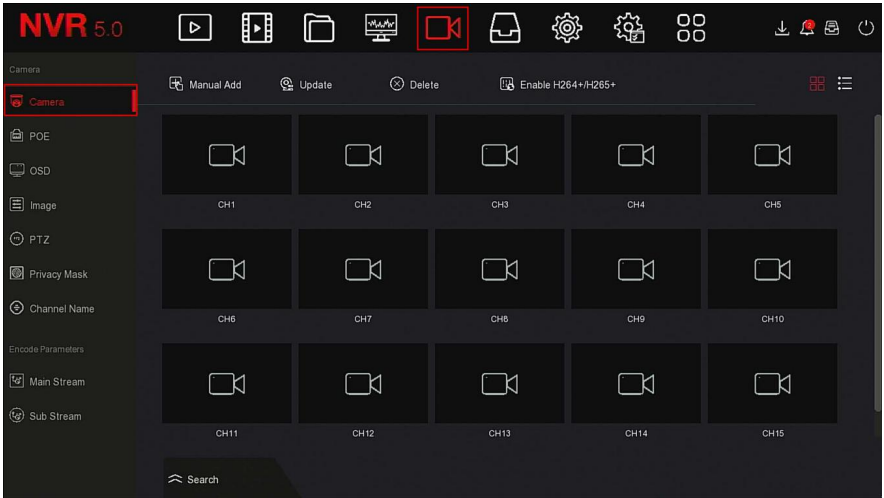 NVR 5.0
2
Camera
Manual Add Update Delete Enable H264+/H265+
Camera
POE
OSD
Image
PTZ
Privacy Mask
Channel Name
Encode Parameters
Main Stream
Sub Stream
CH1 CH2 CH3 CH4 CH5
CH6 CH7 CH8 CH9 CH10
CH11 CH12 CH13 CH14 CH15
Search